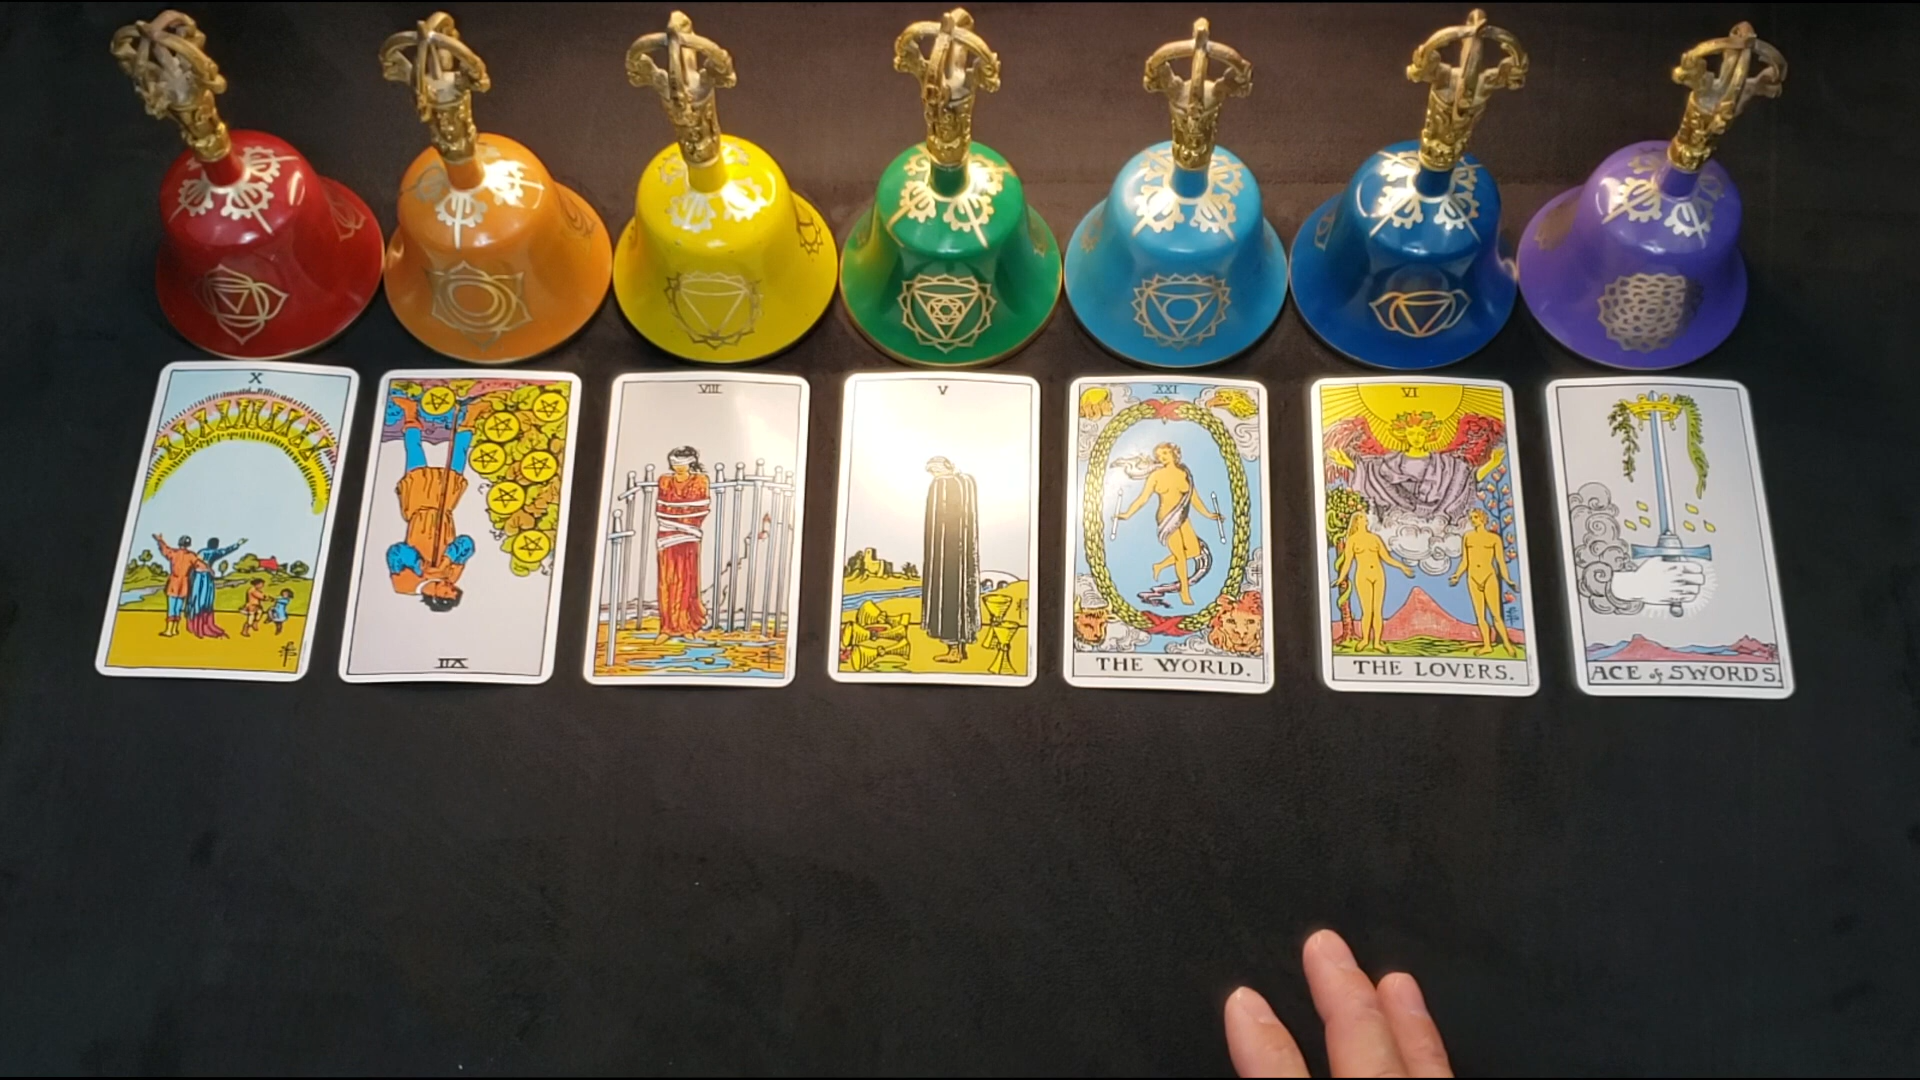 X
VII
VIII
V
XXI
THE WORLD.
VI
THE LOVERS.
ACE of SWORDS.